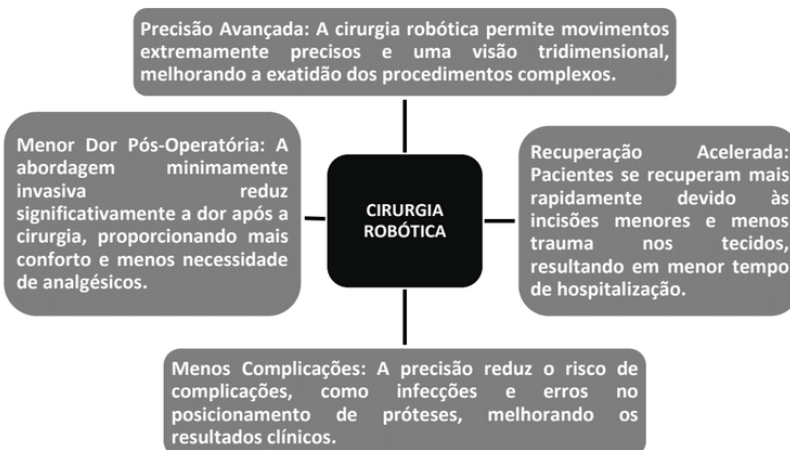 Precisão Avançada: A cirurgia robótica permite movimentos
extremamente precisos e uma visão tridimensional,
melhorando a exatidão dos procedimentos complexos.
Menor Dor Pós-Operatória: A
abordagem minimamente
invasiva reduz
significativamente a dor após a
cirurgia, proporcionando mais
conforto e menos necessidade
de analgésicos.
CIRURGIA
ROBÓTICA
Recuperação Acelerada:
Pacientes se recuperam mais
rapidamente devido às
incisões menores e menos
trauma nos tecidos,
resultando em menor tempo
de hospitalização.
Menos Complicações: A precisão reduz o risco de
complicações, como infecções e erros no
posicionamento de próteses, melhorando os
resultados clínicos.